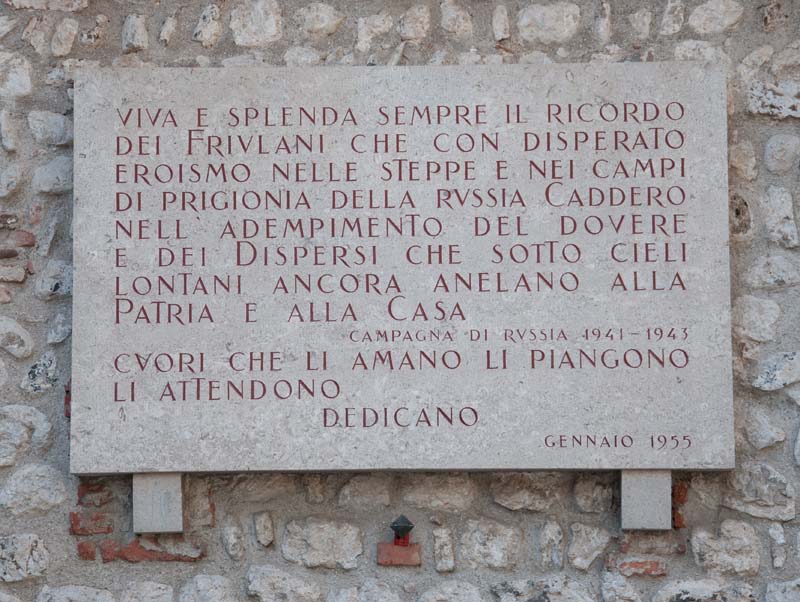 VIVA E SPLENDA SEMPRE IL RICORDO
DEI FRIVLANI CHE CON DISPERATO
EROISMO NELLE STEPPE E NEI CAMPI
DI PRIGIONIA DELLA RVSSIA CADDERO
NELL' ADEMPIMENTO DEL DOVERE
E DEI DISPERSI CHE SOTTO CIELI
LONTANI ANCORA ANELANO ALLA
PATRIA E ALLA CASA
CAMPAGNA DI RVSSIA 1941-1943
CVORI CHE LI AMANO LI PIANGONO
LI ATTENDONO
DEDICANO
GENNAIO 1955